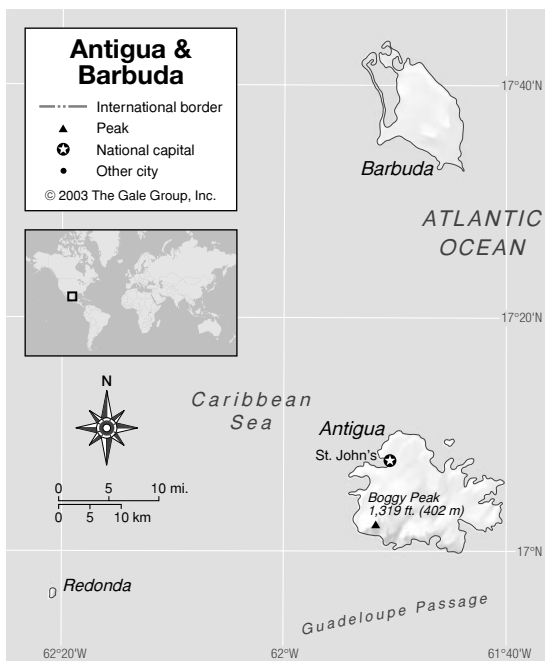 Antigua &
Barbuda
International border
Peak
National capital
Other city
© 2003 The Gale Group, Inc.
17°40'N
Barbuda
ATLANTIC
OCEAN
17°20'N
N
Caribbean
Sea
Antigua
St. John's
0 5 10 mi.
0 5 10 km
Boggy Peak
1,319 ft. (402 m)
17°N
Redonda
Guadeloupe Passage
62°20'W
62°W
61°40'W